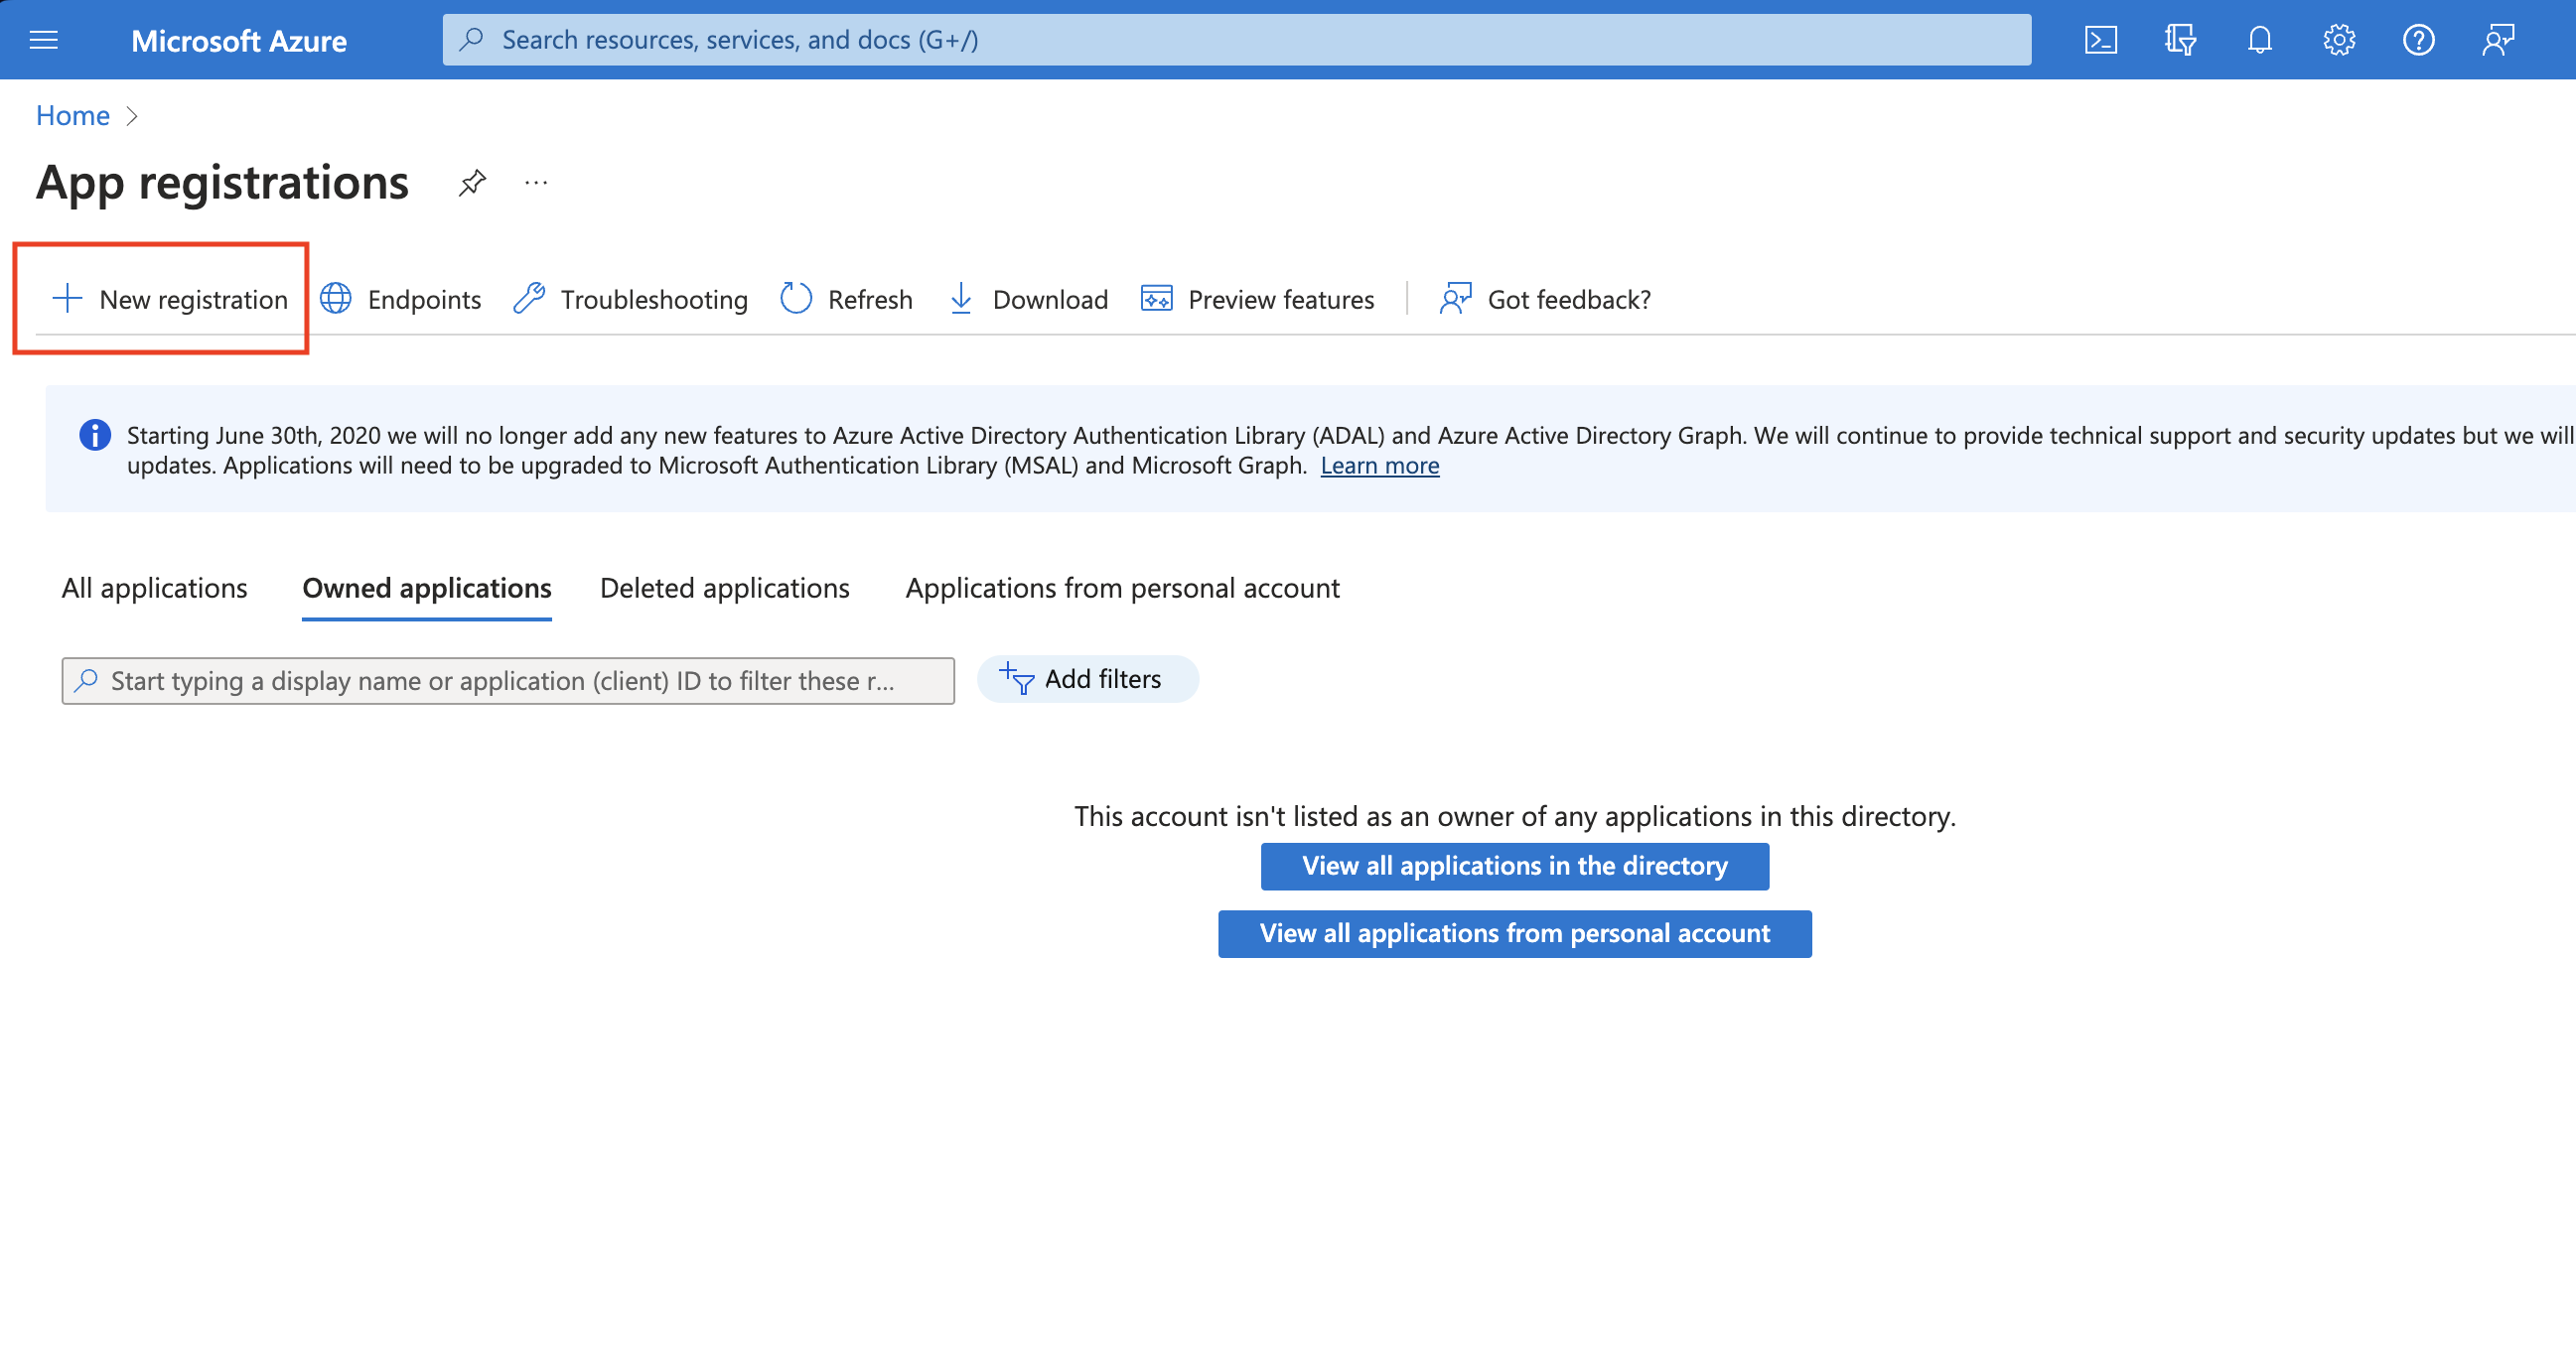 Microsoft Azure
Search resources, services, and docs (G+/)
Home
App registrations
New registration
Endpoints
Troubleshooting
Refresh
Download
Preview features
Got feedback?
Starting June 30th, 2020 we will no longer add any new features to Azure Active Directory Authentication Library (ADAL) and Azure Active Directory Graph. We will continue to provide technical support and security updates but we will
updates. Applications will need to be upgraded to Microsoft Authentication Library (MSAL) and Microsoft Graph. Learn more
All applications
Owned applications
Deleted applications
Applications from personal account
Start typing a display name or application (client) ID to filter these r...
Add filters
This account isn't listed as an owner of any applications in this directory.
View all applications in the directory
View all applications from personal account